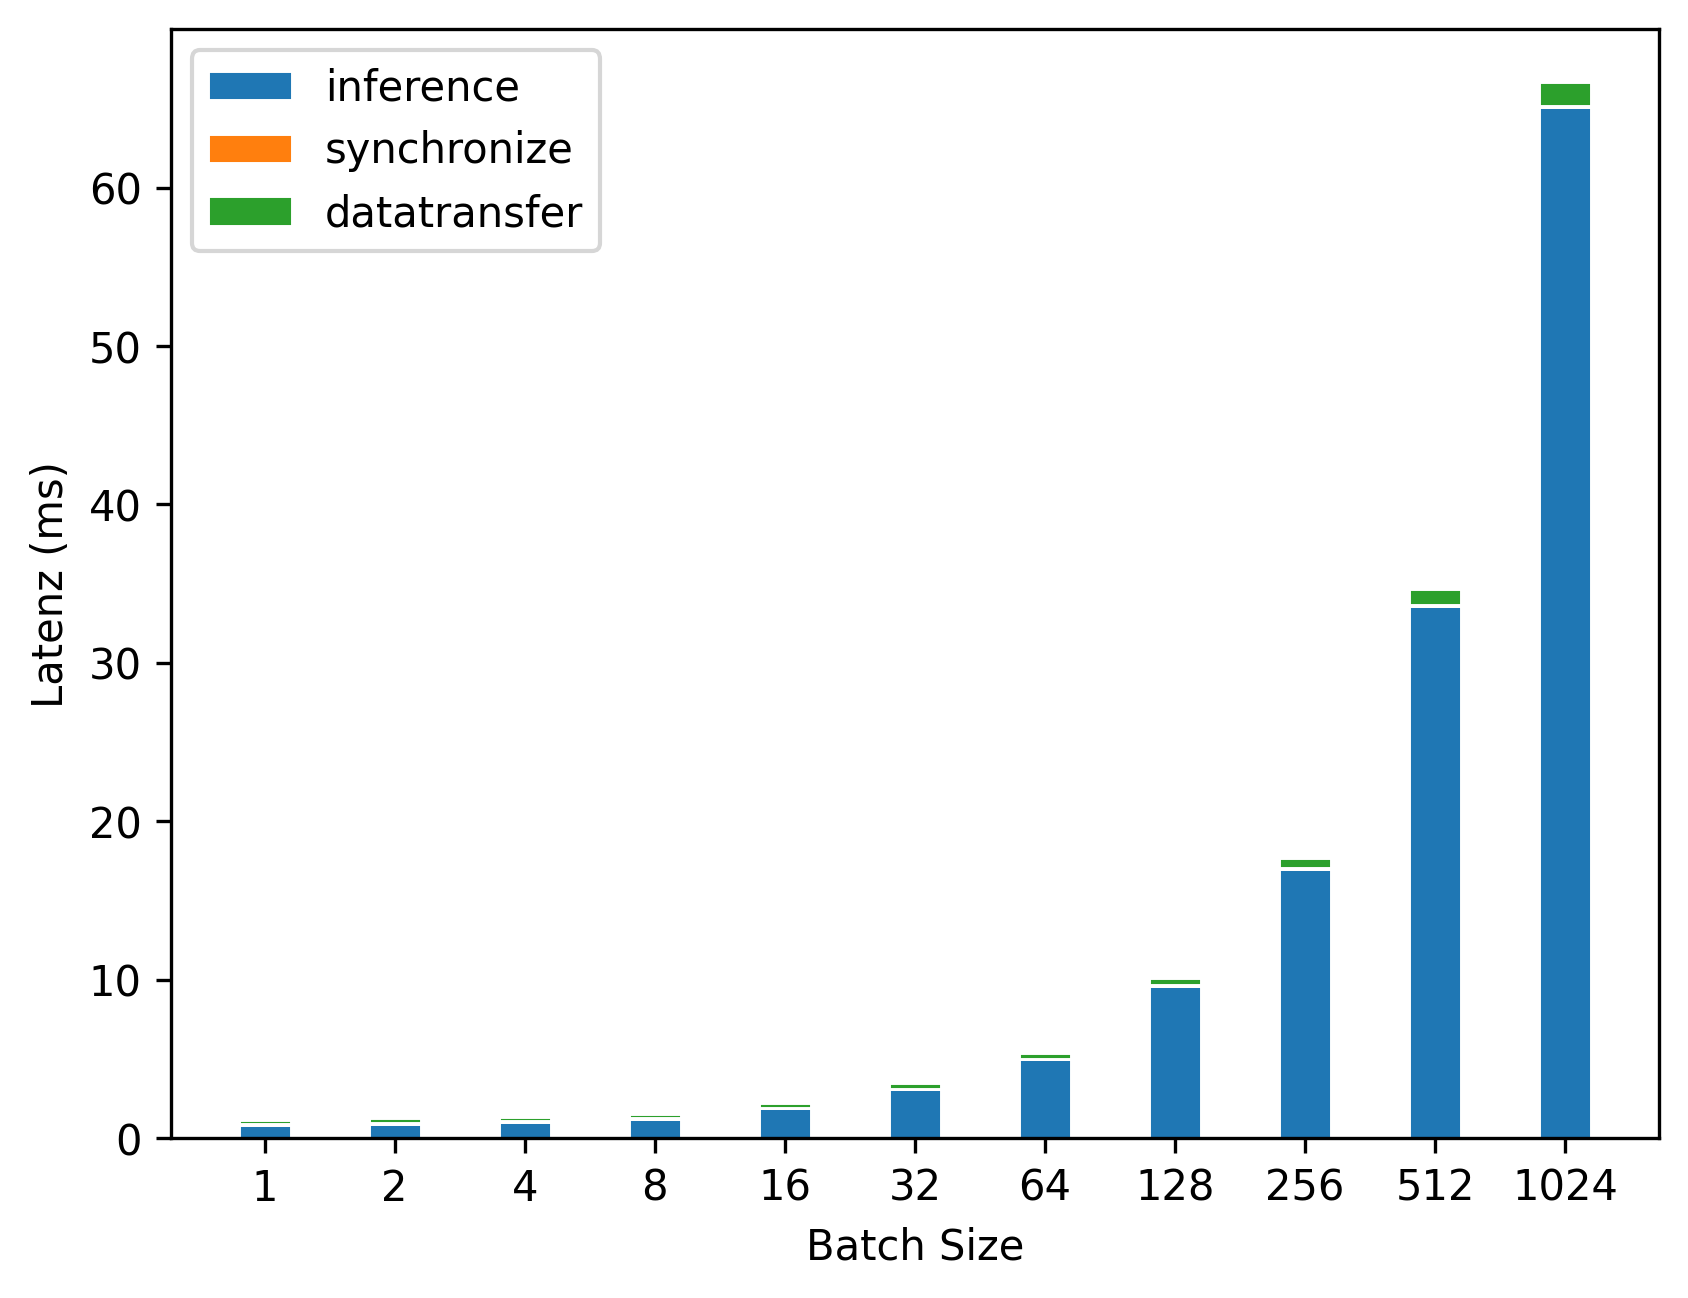 inference
synchronize
datatransfer
60
50
40
30
20
10
0
Latenz (ms)
1 2 4 8 16 32 64 128 256 512 1024
Batch Size